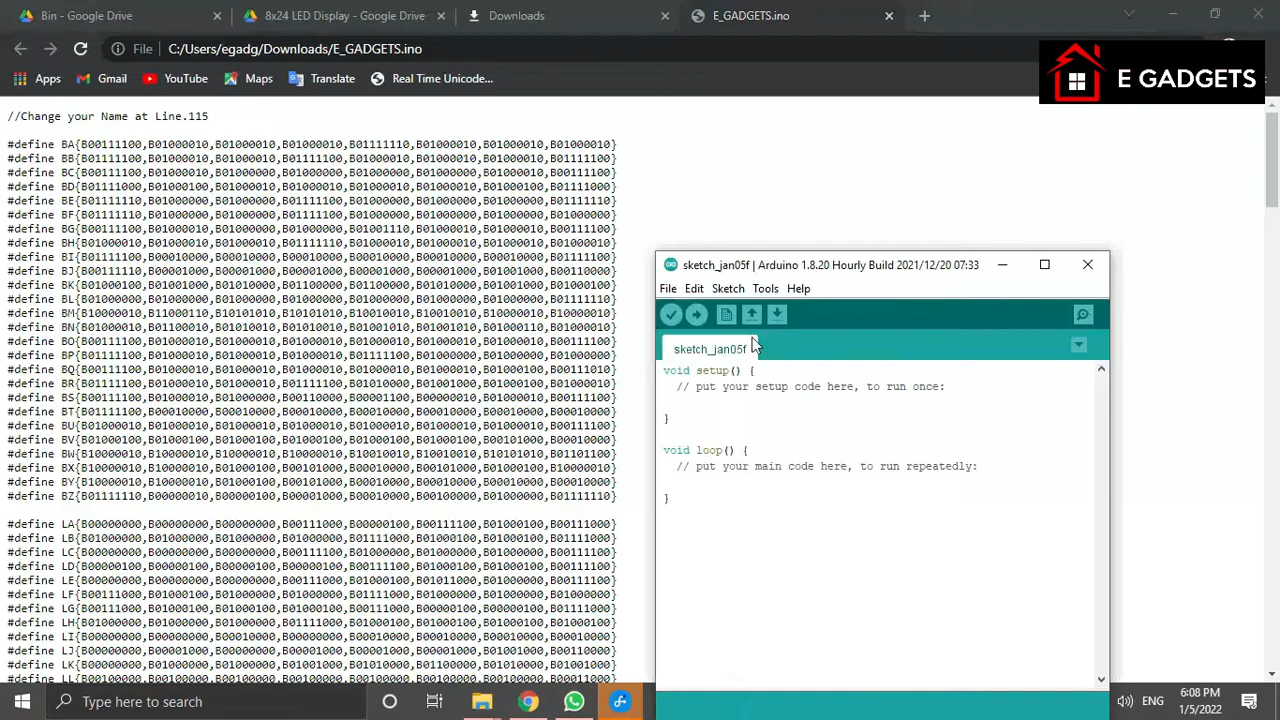 Bin - Google Drive
8x24 LED Display - Google Drive
Downloads
E_GADGETS.ino
File
C:/Users/egadg/Downloads/E_GADGETS.ino
Apps
Gmail
YouTube
Maps
Translate
Real Time Unicode...
E GADGETS
//Change your Name at Line.115
#define BA{B00111100,B01000010,B01000010,B01000010,B01111110,B01000010,B01000010,B01000010}
#define BB{B01111100,B01000010,B01000010,B01111100,B01000010,B01000010,B01000010,B01111100}
#define BC{B00111100,B01000010,B01000000,B01000000,B01000000,B01000000,B01000010,B00111100}
#define BD{B01111000,B01000100,B01000010,B01000010,B01000010,B01000010,B01000100,B01111000}
#define BE{B01111110,B01000000,B01000000,B01111100,B01000000,B01000000,B01000000,B01111110}
#define BF{B01111110,B01000000,B01000000,B01111100,B01000000,B01000000,B01000000,B01000000}
#define BG{B00111100,B01000010,B01000000,B01000000,B01001110,B01000010,B01000010,B00111100}
#define BH{B01000010,B01000010,B01000010,B01111110,B01000010,B01000010,B01000010,B01000010}
#define BI{B01111110,B00010000,B00010000,B00010000,B00010000,B00010000,B00010000,B01111110}
#define BJ{B01111110,B00001000,B00001000,B00001000,B00001000,B00001000,B01001000,B00110000}
#define BK{B01000100,B01001000,B01010000,B01100000,B01100000,B01010000,B01001000,B01000100}
#define BL{B01000000,B01000000,B01000000,B01000000,B01000000,B01000000,B01000000,B01111110}
#define BM{B10000010,B11000110,B10101010,B10101010,B10010010,B10010010,B10000010,B10000010}
#define BN{B01000010,B01100010,B01010010,B01010010,B01001010,B01001010,B01000110,B01000010}
#define BO{B00111100,B01000010,B01000010,B01000010,B01000010,B01000010,B01000010,B00111100}
#define BP{B01111100,B01000010,B01000010,B01111100,B01000000,B01000000,B01000000,B01000000}
#define BQ{B00111100,B01000010,B01000010,B01000010,B01000010,B01000010,B01000100,B00111010}
#define BR{B01111100,B01000010,B01000010,B01111100,B01010000,B01001000,B01000100,B01000010}
#define BS{B00111100,B01000010,B01000000,B00110000,B00001100,B00000010,B01000010,B00111100}
#define BT{B01111100,B00010000,B00010000,B00010000,B00010000,B00010000,B00010000,B00010000}
#define BU{B01000010,B01000010,B01000010,B01000010,B01000010,B01000010,B01000010,B00111100}
#define BV{B01000100,B01000100,B01000100,B01000100,B01000100,B01000100,B00101000,B00010000}
#define BW{B10000010,B10000010,B10000010,B10000010,B10010010,B10010010,B10101010,B01101100}
#define BX{B10000010,B10000010,B01000100,B00101000,B00010000,B00101000,B01000100,B10000010}
#define BY{B10000010,B10000010,B01000100,B00101000,B00010000,B00010000,B00010000,B00010000}
#define BZ{B01111110,B00000010,B00000100,B00001000,B00010000,B00100000,B01000000,B01111110}
#define LA{B00000000,B00000000,B00000000,B00111000,B00000100,B00111100,B01000100,B00111000}
#define LB{B01000000,B01000000,B01000000,B01000000,B01111000,B01000100,B01000100,B00111100}
#define LC{B00000000,B00000000,B00000000,B00111100,B01000000,B01000000,B01000000,B00111100}
#define LD{B00000100,B00000100,B00000100,B00000100,B00111100,B01000100,B01000100,B00111100}
#define LE{B00000000,B00000000,B00000000,B00111000,B01000100,B01011000,B01000000,B00111100}
#define LF{B00111000,B01000100,B01000000,B01000000,B01111000,B01000000,B01000000,B01000000}
#define LG{B00111000,B01000100,B01000100,B01000100,B00111000,B00000100,B00000100,B01111000}
#define LH{B01000000,B01000000,B01000000,B01000000,B01111000,B01000100,B01000100,B01000100}
#define LI{B00000000,B00000000,B00010000,B00000000,B00010000,B00010000,B00010000,B00010000}
#define LJ{B00000000,B00001000,B00000000,B00001000,B00001000,B00001000,B01001000,B00110000}
#define LK{B00000000,B01000000,B01000000,B01001000,B01010000,B01100000,B01010000,B01001000}
sketch_jan05f | Arduino 1.8.20 Hourly Build 2021/12/20 07:33
File Edit Sketch Tools Help
sketch_jan05f
void setup() {
// put your setup code here, to run once:
}
void loop() {
// put your main code here, to run repeatedly:
}
Type here to search
ENG
6:08 PM
1/5/2022